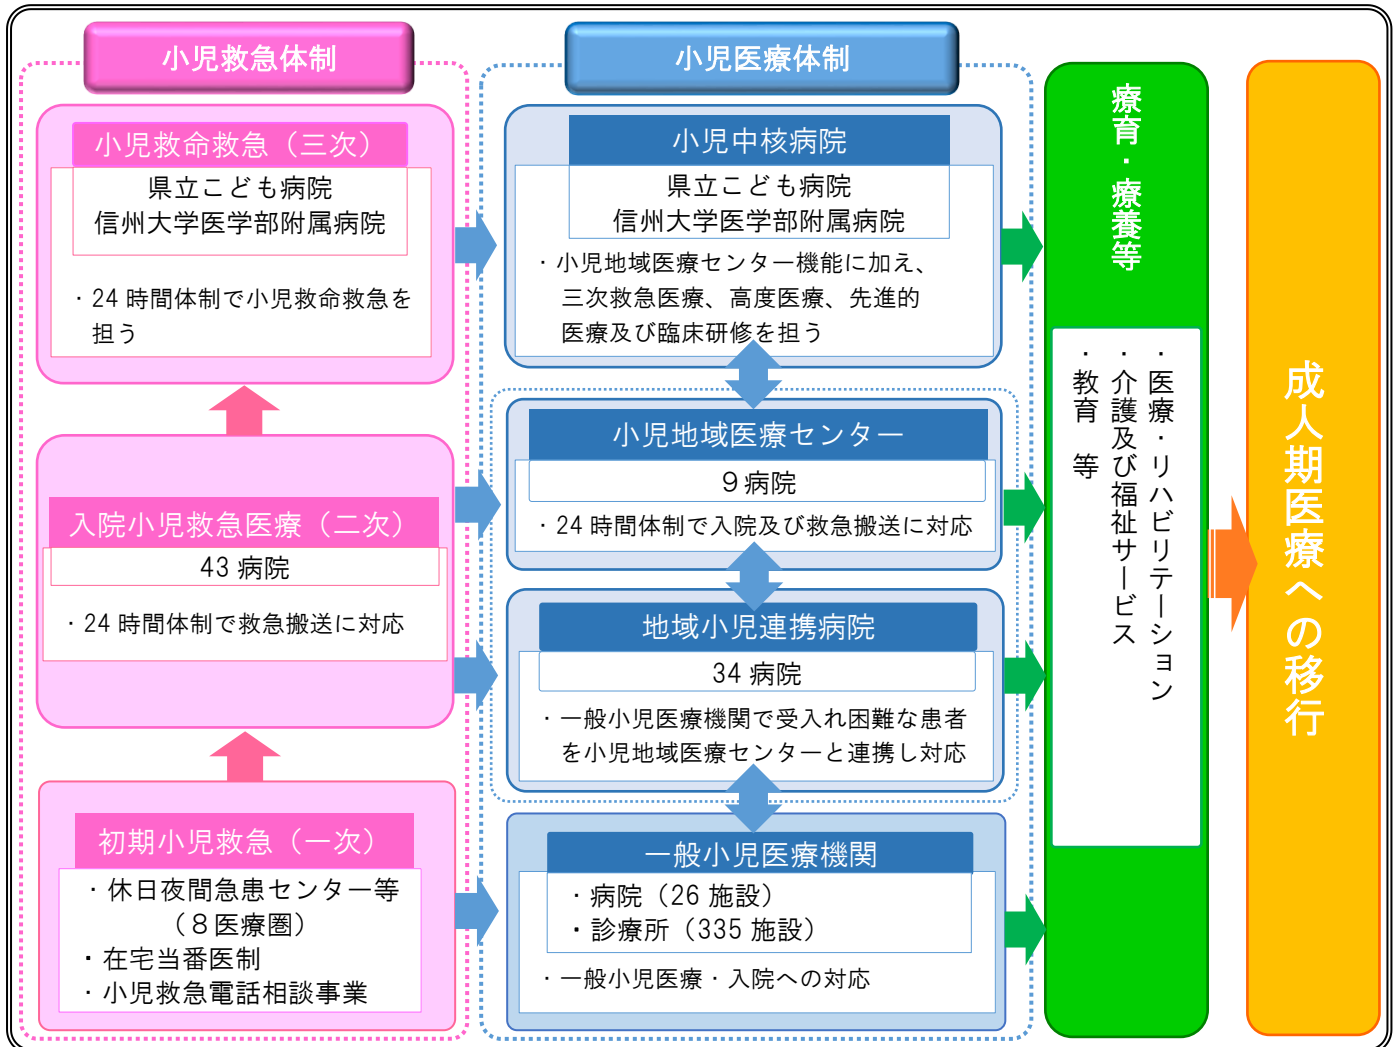 小児救急体制
小児救命救急（三次）
県立こども病院
信州大学医学部附属病院
・24時間体制で小児救命救急を
担う
入院小児救急医療（二次）
43病院
・24時間体制で救急搬送に対応
初期小児救急（一次）
・休日夜間急患センター等
（８医療圏）
・在宅当番医制
・小児救急電話相談事業
小児医療体制
小児中核病院
県立こども病院
信州大学医学部附属病院
・小児地域医療センター機能に加え、
三次救急医療、高度医療、先進的
医療及び臨床研修を担う
小児地域医療センター
９病院
・24時間体制で入院及び救急搬送に対応
地域小児連携病院
34病院
・一般小児医療機関で受入れ困難な患者
を小児地域医療センターと連携し対応
一般小児医療機関
・病院（26施設）
・診療所（335施設）
・一般小児医療・入院への対応
療育・療養等
・医療・リハビリテーション
・介護及び福祉サービス
・教育　等
成人期医療への移行